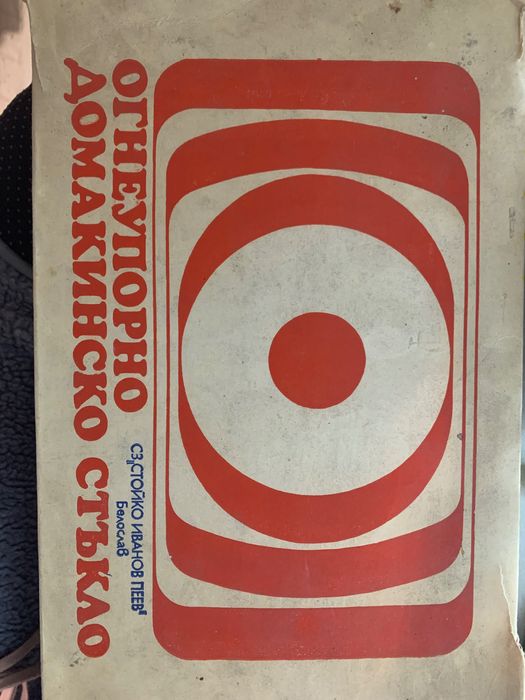 ОГНЕУПОРНО
ДОМАКИНСКО СТЪКЛО
СЗ„СТОЙКО ИВАНОВ ПЕЕВ"
Белослав